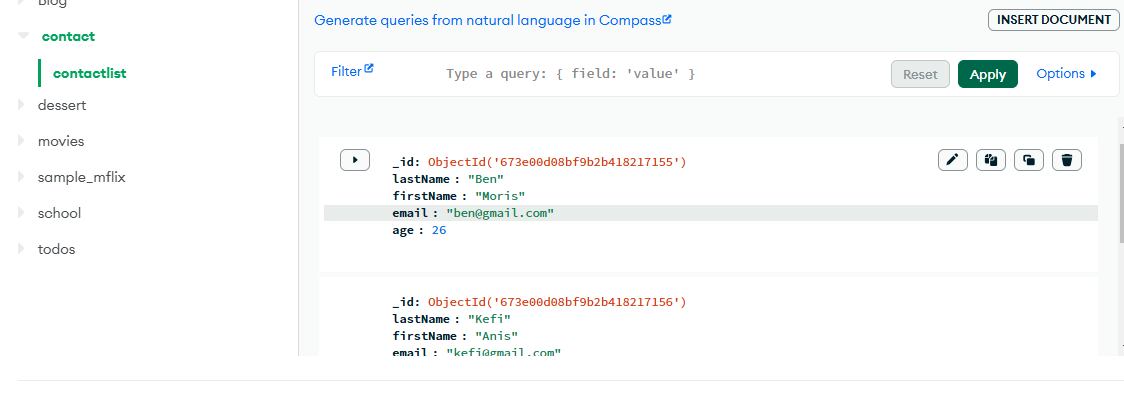 Blog
contact
contactlist
dessert
movies
sample_mflix
school
todos
Generate queries from natural language in Compass
INSERT DOCUMENT
Filter
Type a query: { field: 'value' }
Reset
Apply
Options
_id: ObjectId('673e00d08bf9b2b418217155')
lastName : "Ben"
firstName : "Moris"
email : "ben@gmail.com"
age : 26
_id: ObjectId('673e00d08bf9b2b418217156')
lastName : "Kefi"
firstName : "Anis"
email : "kefi@gmail.com"